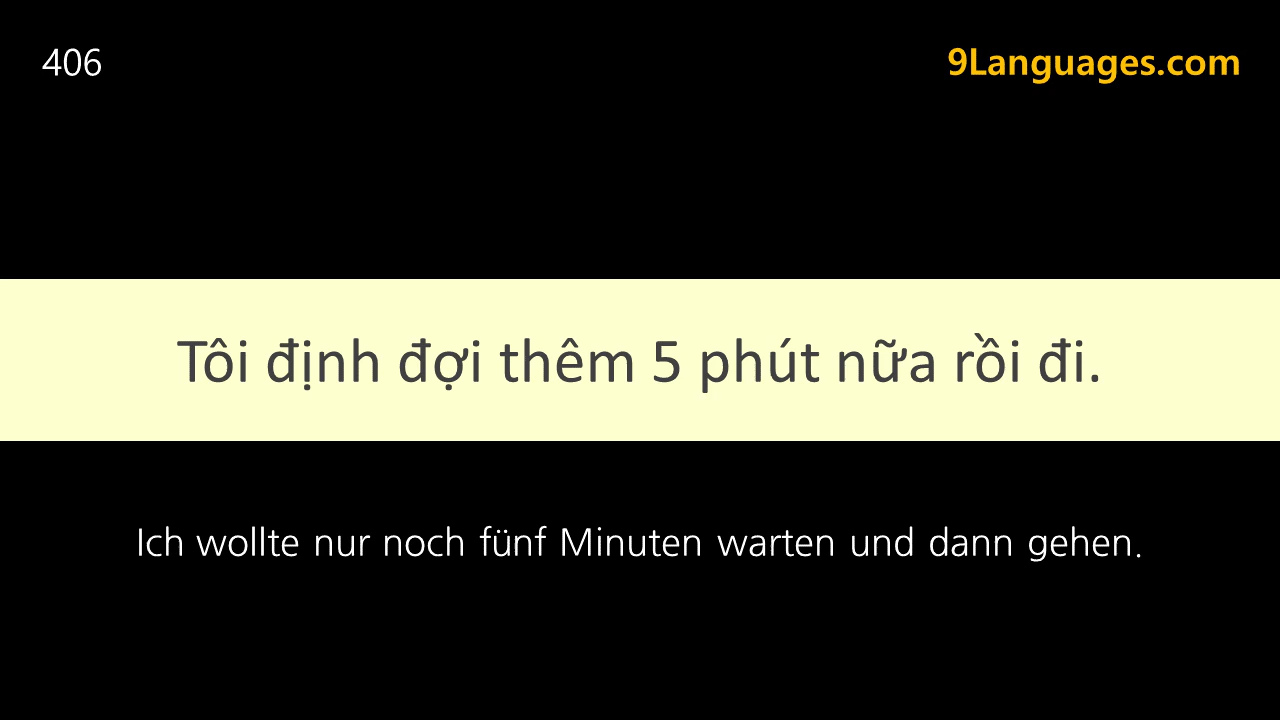 406
9Languages.com
Tôi định đợi thêm 5 phút nữa rồi đi.
Ich wollte nur noch fünf Minuten warten und dann gehen.